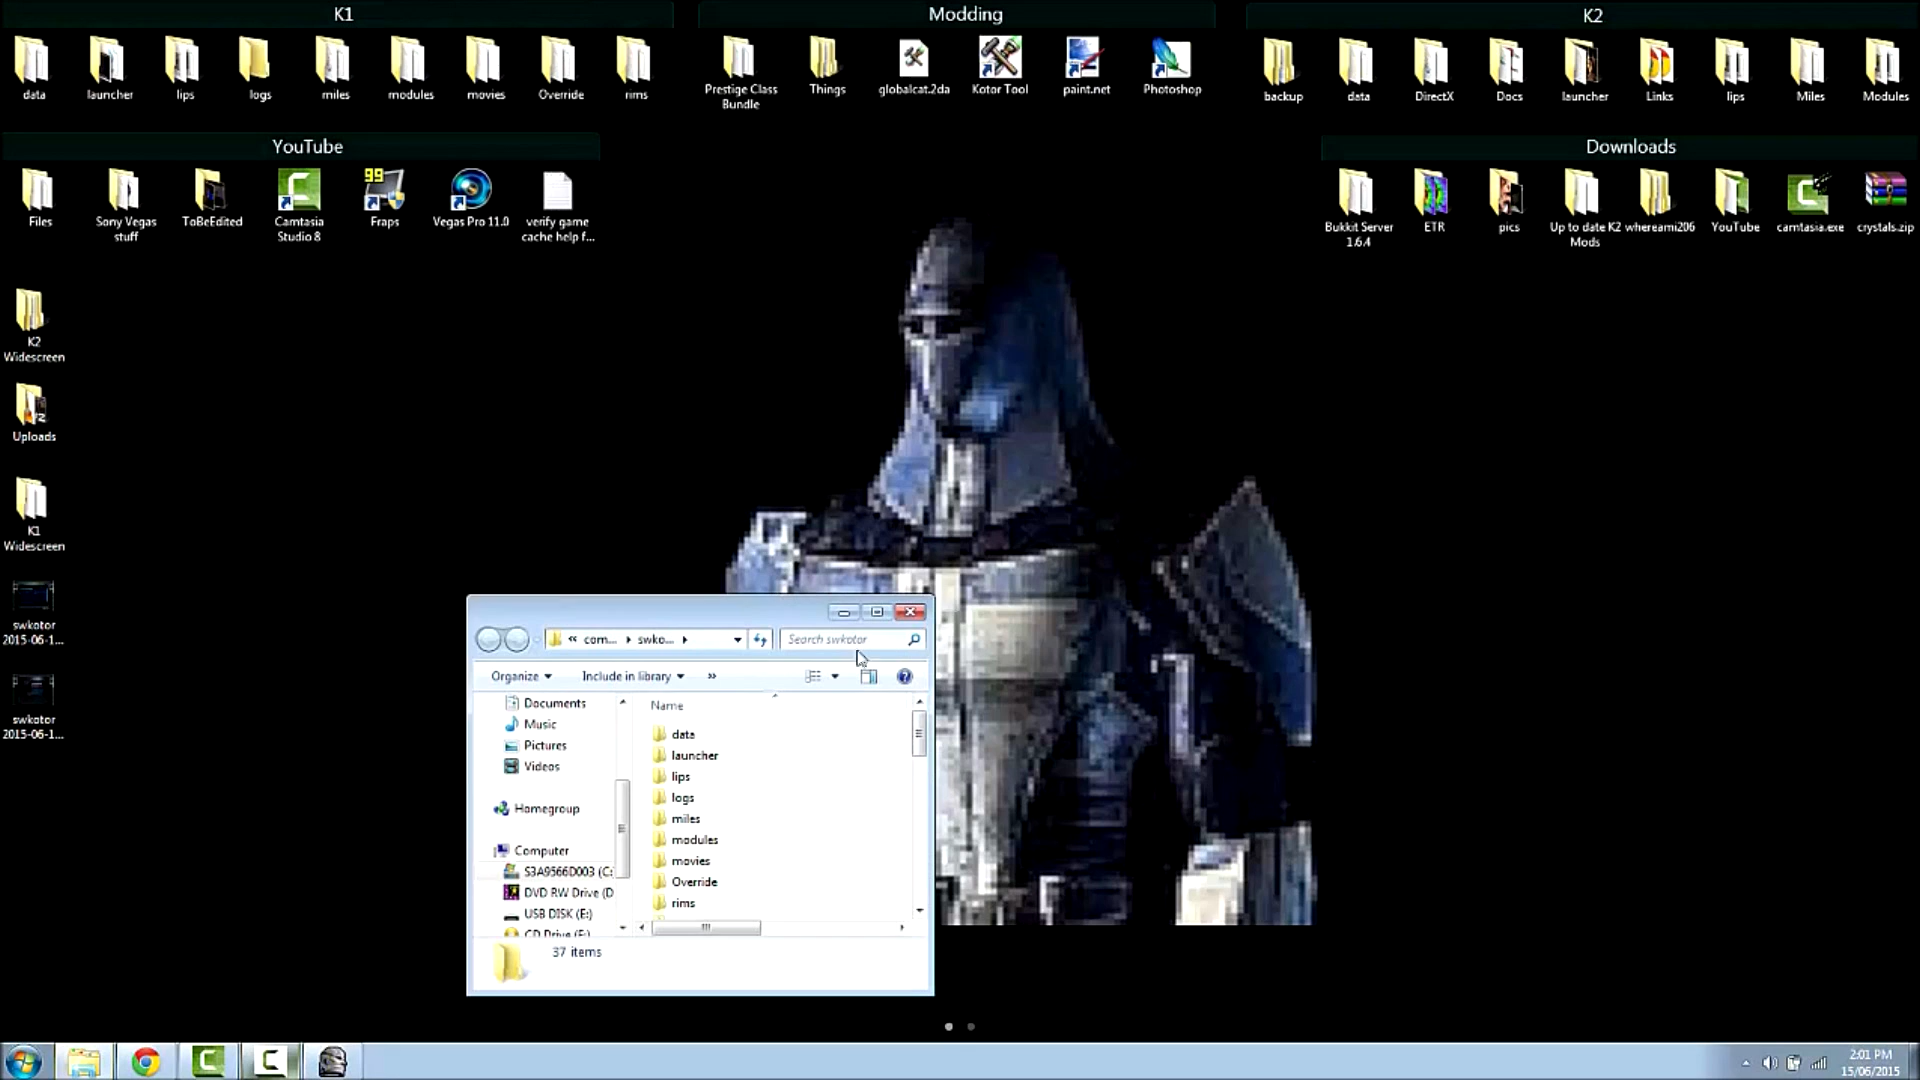 K1
data
launcher
lips
logs
miles
modules
movies
Override
rims
Modding
Prestige Class
Bundle
Things
globalcat.2da
Kotor Tool
paint.net
Photoshop
K2
backup
data
DirectX
Docs
launcher
Links
lips
Miles
Modules
YouTube
Files
Sony Vegas
stuff
ToBeEdited
Camtasia
Studio 8
99
Fraps
Vegas Pro 11.0
verify game
cache help f...
Downloads
Bukkit Server
1.6.4
ETR
pics
Up to date K2
Mods
whereami206
YouTube
camtasia.exe
crystals.zip
K2
Widescreen
Uploads
K1
Widescreen
swkotor
2015-06-1...
swkotor
2015-06-1...
« com... swko...
Search swkotor
Organize
Include in library
»
Documents
Music
Pictures
Videos
Homegroup
Computer
S3A9566D003 (C:
DVD RW Drive (D
USB DISK (E:)
CD Drive (F:)
Name
data
launcher
lips
logs
miles
modules
movies
Override
rims
37 items
2:01 PM
15/06/2015